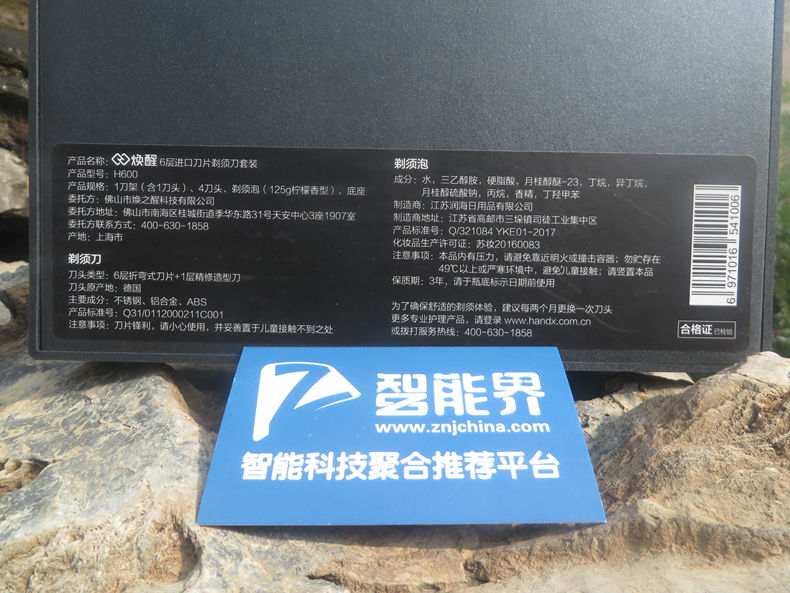 产品名称：焕醒 6层进口刀片剃须刀套装
产品型号：H600
产品规格：1刀架（含1刀头）、4刀头、剃须泡（125g柠檬香型）、底座
委托方：佛山市焕之醒科技有限公司
委托方地址：佛山市南海区桂城街道季华东路31号天安中心3座1907室
委托方联系方式：400-630-1858
产地：上海市
剃须刀
刀头类型：6层折弯式刀片+1层精修造型刀
刀头原产地：德国
主要成分：不锈钢、铝合金、ABS
产品标准号：Q31/0112000211C001
注意事项：刀片锋利，请小心使用，并妥善置于儿童接触不到之处
剃须泡
成分：水，三乙醇胺，硬脂酸，月桂醇醚-23，丁烷，异丁烷，
月桂醇硫酸钠，丙烷，香精，丁羟甲苯
制造商：江苏润海日用品有限公司
制造商地址：江苏省高邮市三垛镇司徒工业集中区
产品标准号：Q/321084 YKE01-2017
化妆品生产许可证：苏妆20160083
注意事项：本品内有压力，请避免靠近明火或撞击容器；勿贮存在
49℃以上或严寒环境中，避免儿童接触；请竖置本品
保质期：3年，请于瓶底标示日期前使用
为了确保舒适的剃须体验，建议每两个月更换一次刀头
更多专业护理产品，请登录 www.handx.com.cn
或拨打服务热线：400-630-1858
6 971016 541006
合格证 已检验
智能界
www.znjchina.com
智能科技聚合推荐平台